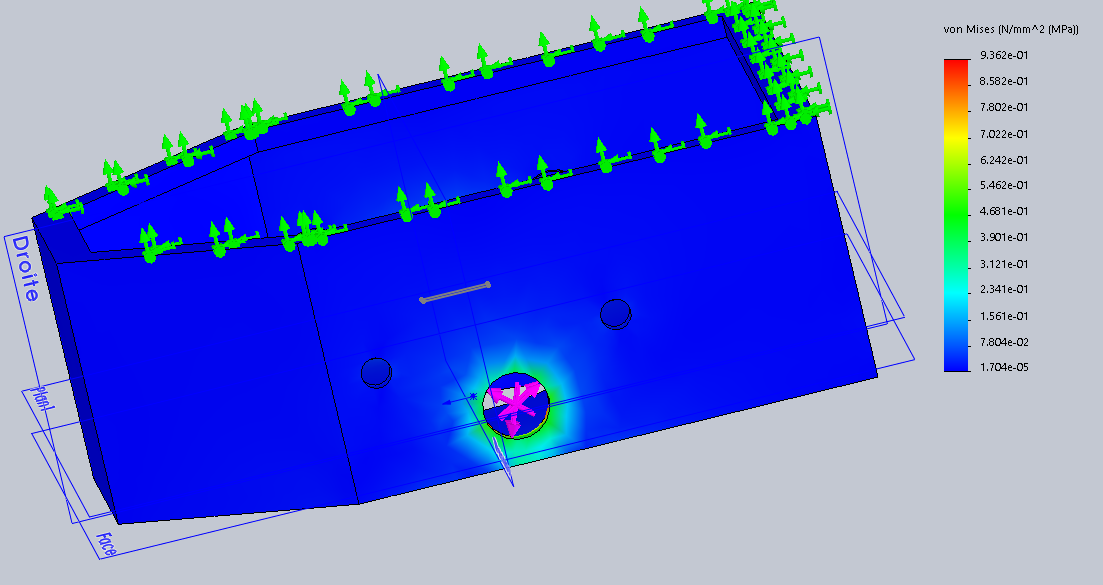 von Mises (N/mm^2 (MPa))
9.362e-01
8.582e-01
7.802e-01
7.022e-01
6.242e-01
5.462e-01
4.681e-01
3.901e-01
3.121e-01
2.341e-01
1.561e-01
7.804e-02
1.704e-05
Droite
Plan1
Face